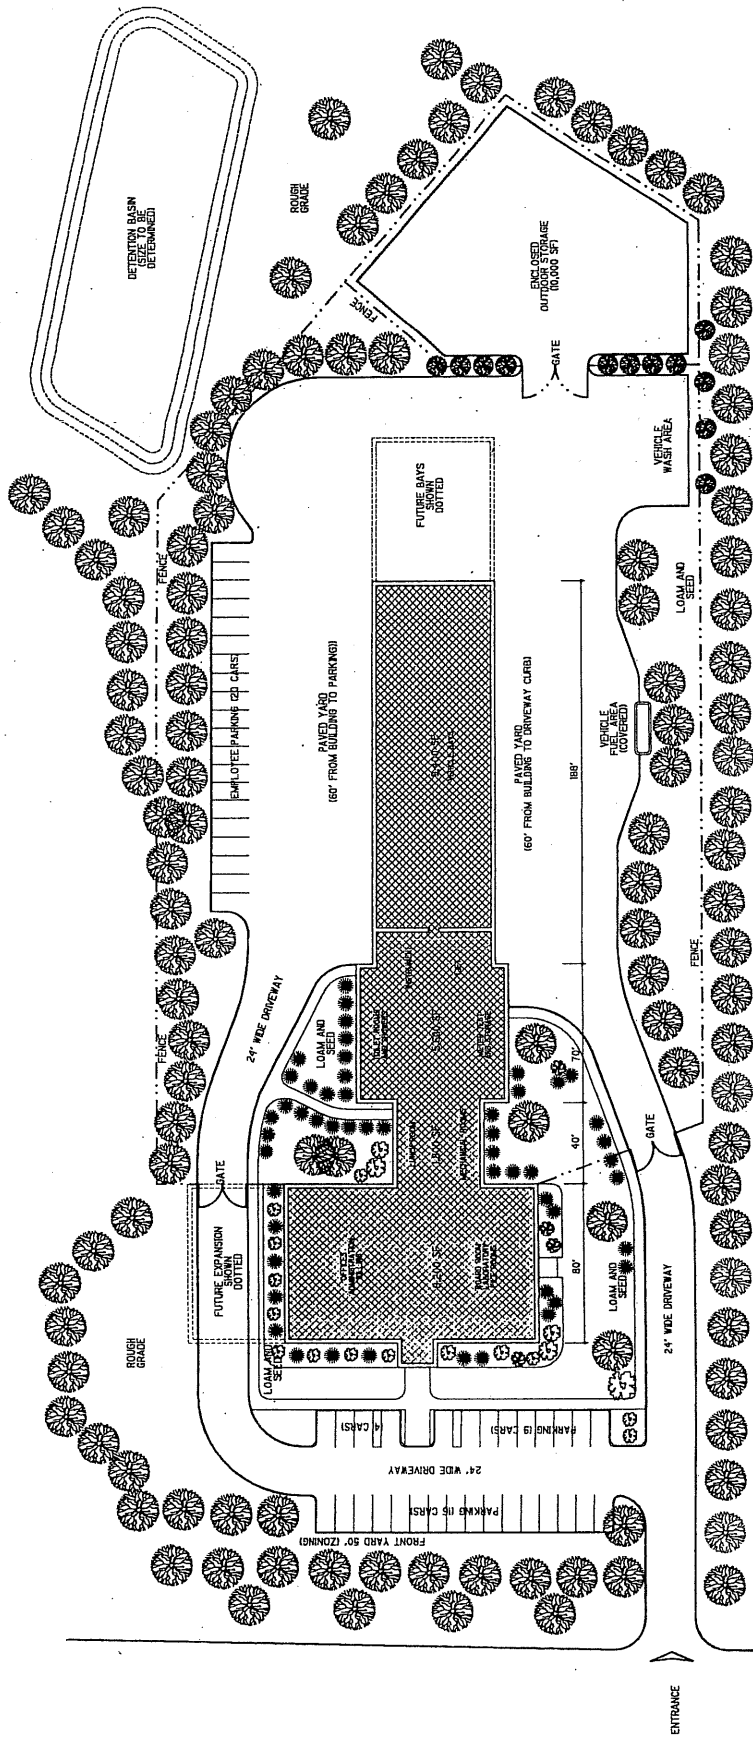 DETENTION BASIN
(SIZE TO BE
DETERMINED)
ROUGH
GRADE
FENCE
ENCLOSED
OUTDOOR STORAGE
(10,000 SF)
GATE
VEHICLE
WASH AREA
FUTURE BAYS
SHOWN
DOTTED
FENCE
EMPLOYEE PARKING (20 CARS)
PAVED YARD
(60' FROM BUILDING TO PARKING)
PAVED YARD
(60' FROM BUILDING TO DRIVEWAY CURB)
188'
VEHICLE
FUEL AREA
(COVERED)
LOAM AND
SEED
FENCE
FENCE
24' WIDE DRIVEWAY
LOAM AND
SEED
70'
40'
80'
GATE
GATE
FUTURE EXPANSION
SHOWN
DOTTED
ROUGH
GRADE
LOAM AND
SEED
LOAM AND
SEED
24' WIDE DRIVEWAY
(4 CARS)
PARKING (9 CARS)
24' WIDE DRIVEWAY
PARKING (16 CARS)
FRONT YARD 50' (ZONING)
ENTRANCE